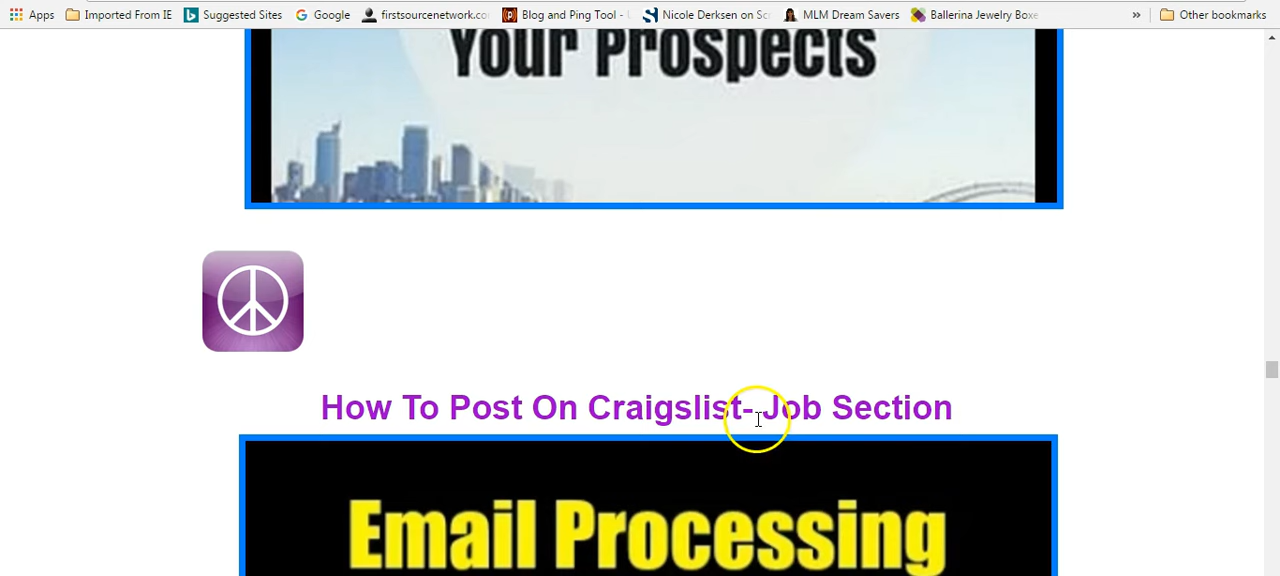 Apps Imported From IE Suggested Sites Google firstsourcenetwork.co Blog and Ping Tool - Nicole Derksen on Sc MLM Dream Savers Ballerina Jewelry Boxe » Other bookmarks
Your Prospects
How To Post On Craigslist- Job Section
Email Processing